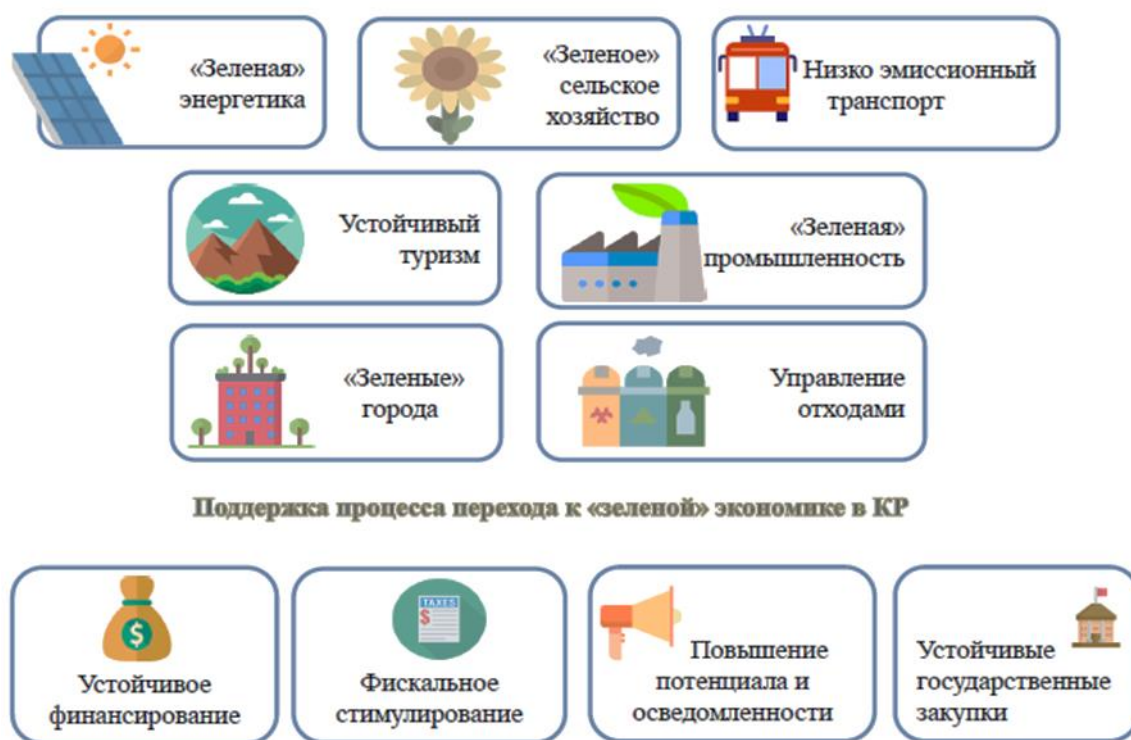 «Зеленая»
энергетика
«Зеленое»
сельское
хозяйство
Низко эмиссионный
транспорт
Устойчивый
туризм
«Зеленая»
промышленность
«Зеленые»
города
Управление
отходами
Поддержка процесса перехода к «зеленой» экономике в КР
$
Устойчивое
финансирование
TAXES
$
Фискальное
стимулирование
Повышение
потенциала и
осведомленности
Устойчивые
государственные
закупки